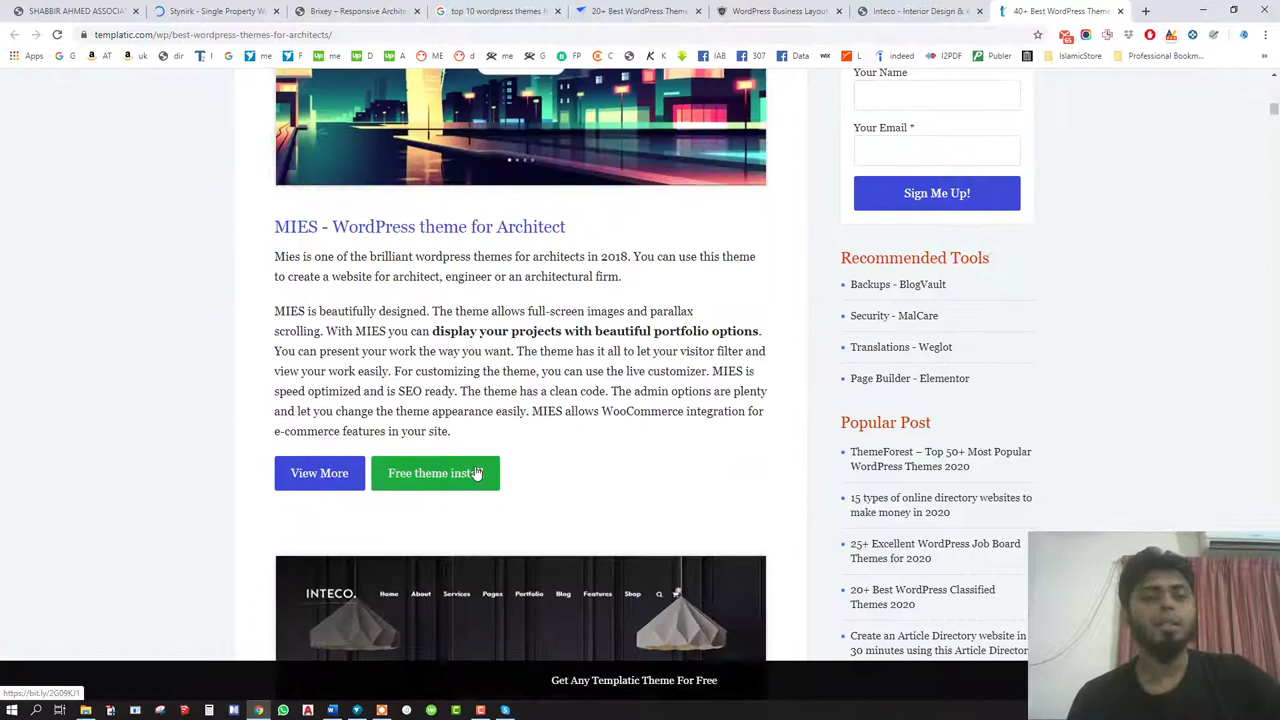 SHABBIR AHMED ASSOCIAT
Stynirk - Single Property W
Brixey – Responsive Archite
top 10 wordpress themes f
20+ Best WordPress Theme
WordPress Business Layout
Inteco - Interior Design & A
40+ Best WordPress Theme
templatic.com/wp/best-wordpress-themes-for-architects/
Apps
az
uk
dir
I
G
me
f
A
A
ME
d
me
G
FP
C
K
IAB
307
Data
L
indeed
I2PDF
Publer
IslamicStore
Professional Bookm...
Your Name
Your Email *
Sign Me Up!
MIES - WordPress theme for Architect
Mies is one of the brilliant wordpress themes for architects in 2018. You can use this theme
to create a website for architect, engineer or an architectural firm.
MIES is beautifully designed. The theme allows full-screen images and parallax
scrolling. With MIES you can display your projects with beautiful portfolio options.
You can present your work the way you want. The theme has it all to let your visitor filter and
view your work easily. For customizing the theme, you can use the live customizer. MIES is
speed optimized and is SEO ready. The theme has a clean code. The admin options are plenty
and let you change the theme appearance easily. MIES allows WooCommerce integration for
e-commerce features in your site.
View More
Free theme inst
Recommended Tools
Backups - BlogVault
Security - MalCare
Translations - Weglot
Page Builder - Elementor
Popular Post
ThemeForest – Top 50+ Most Popular
WordPress Themes 2020
15 types of online directory websites to
make money in 2020
25+ Excellent WordPress Job Board
Themes for 2020
20+ Best WordPress Classified
Themes 2020
Create an Article Directory website in
30 minutes using this Article Director
INTECO.
Home
About
Services
Pages
Portfolio
Blog
Features
Shop
Get Any Templatic Theme For Free
https://bit.ly/2G09KJ1